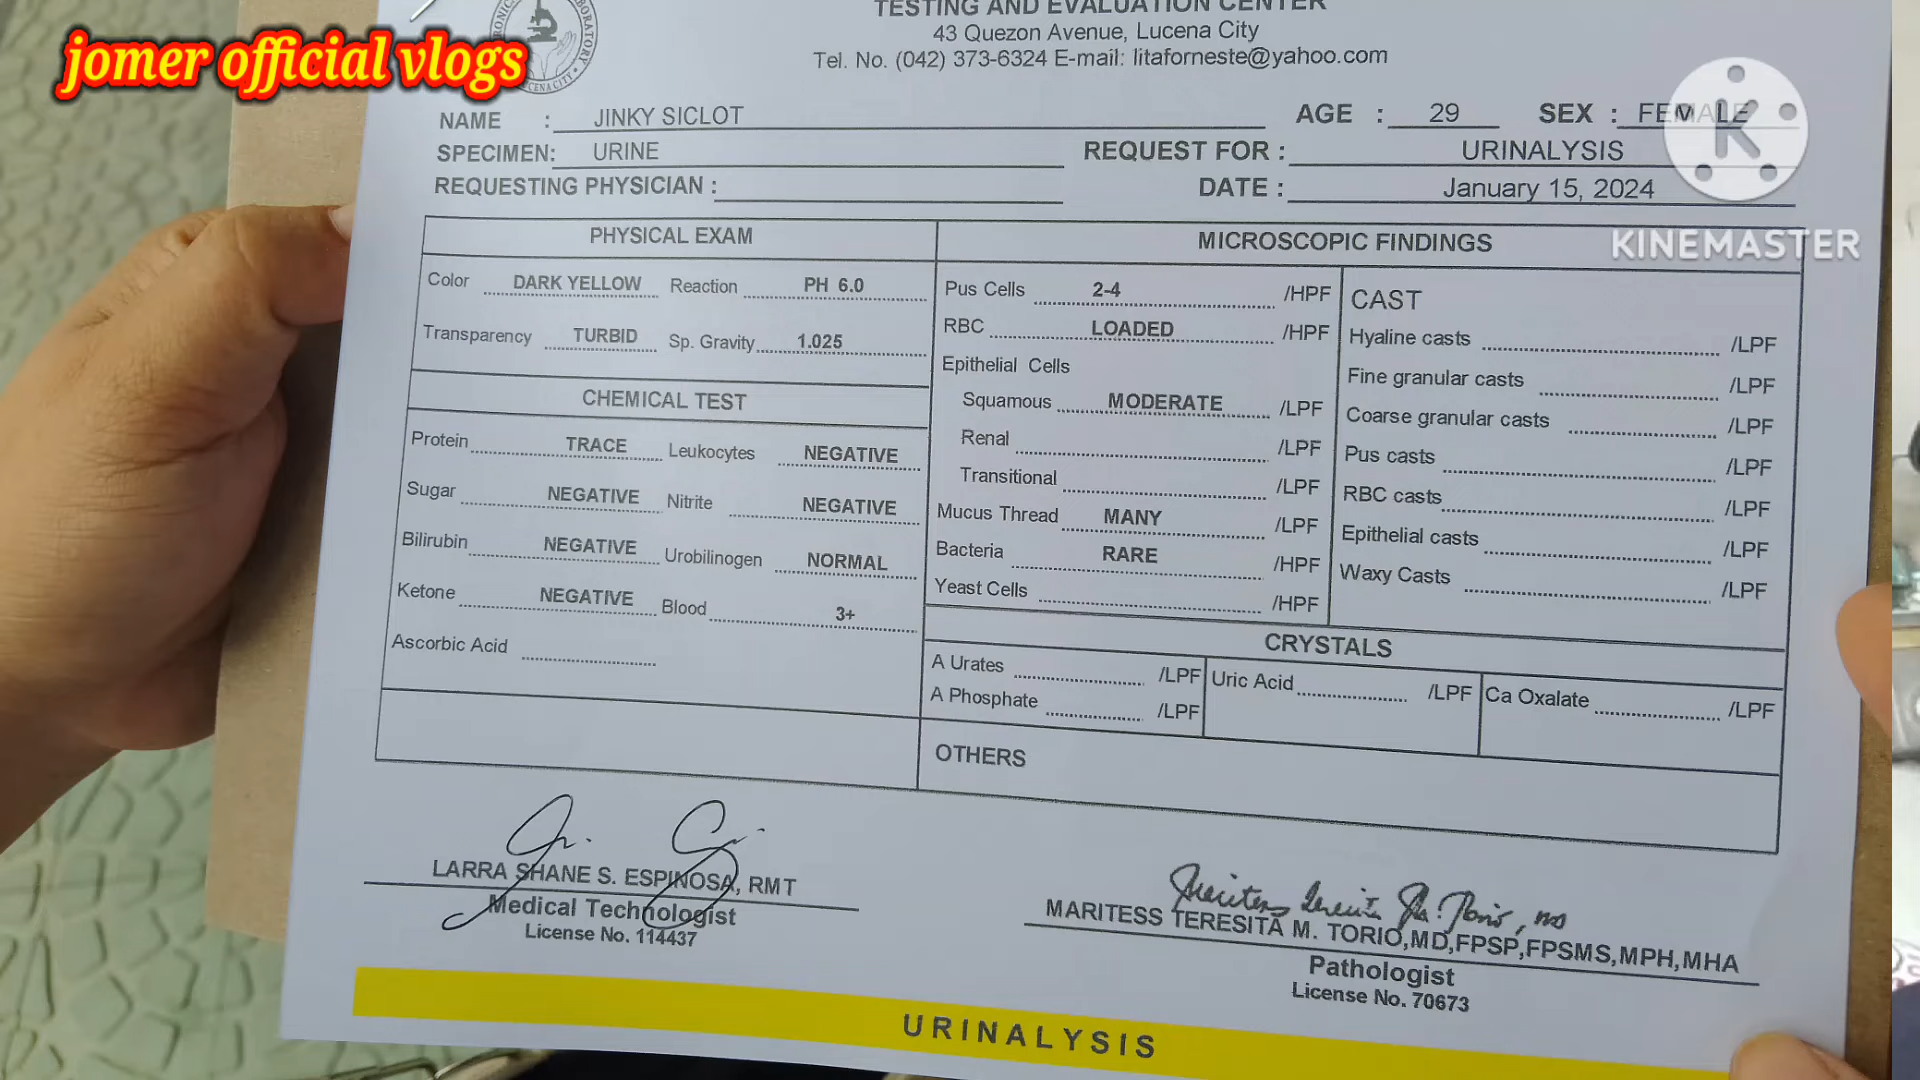 jomer official vlogs
TESTING AND EVALUATION CENTER
43 Quezon Avenue, Lucena City
Tel. No. (042) 373-6324 E-mail: litaforneste@yahoo.com
NAME : JINKY SICLOT AGE : 29 SEX : FEMALE
SPECIMEN: URINE REQUEST FOR : URINALYSIS
REQUESTING PHYSICIAN : DATE : January 15, 2024
KINEMASTER
PHYSICAL EXAM
Color DARK YELLOW Reaction PH 6.0
Transparency TURBID Sp. Gravity 1.025
CHEMICAL TEST
Protein TRACE Leukocytes NEGATIVE
Sugar NEGATIVE Nitrite NEGATIVE
Bilirubin NEGATIVE Urobilinogen NORMAL
Ketone NEGATIVE Blood 3+
Ascorbic Acid
MICROSCOPIC FINDINGS
Pus Cells 2-4 /HPF
RBC LOADED /HPF
Epithelial Cells
Squamous MODERATE /LPF
Renal /LPF
Transitional /LPF
Mucus Thread MANY /LPF
Bacteria RARE /HPF
Yeast Cells /HPF
CAST
Hyaline casts /LPF
Fine granular casts /LPF
Coarse granular casts /LPF
Pus casts /LPF
RBC casts /LPF
Epithelial casts /LPF
Waxy Casts /LPF
CRYSTALS
A Urates /LPF
A Phosphate /LPF
Uric Acid /LPF
Ca Oxalate /LPF
OTHERS
LARRA SHANE S. ESPINOSA, RMT
Medical Technologist
License No. 114437
MARITESS TERESITA M. TORIO,MD,FPSP,FPSMS,MPH,MHA
Pathologist
License No. 70673
URINALYSIS